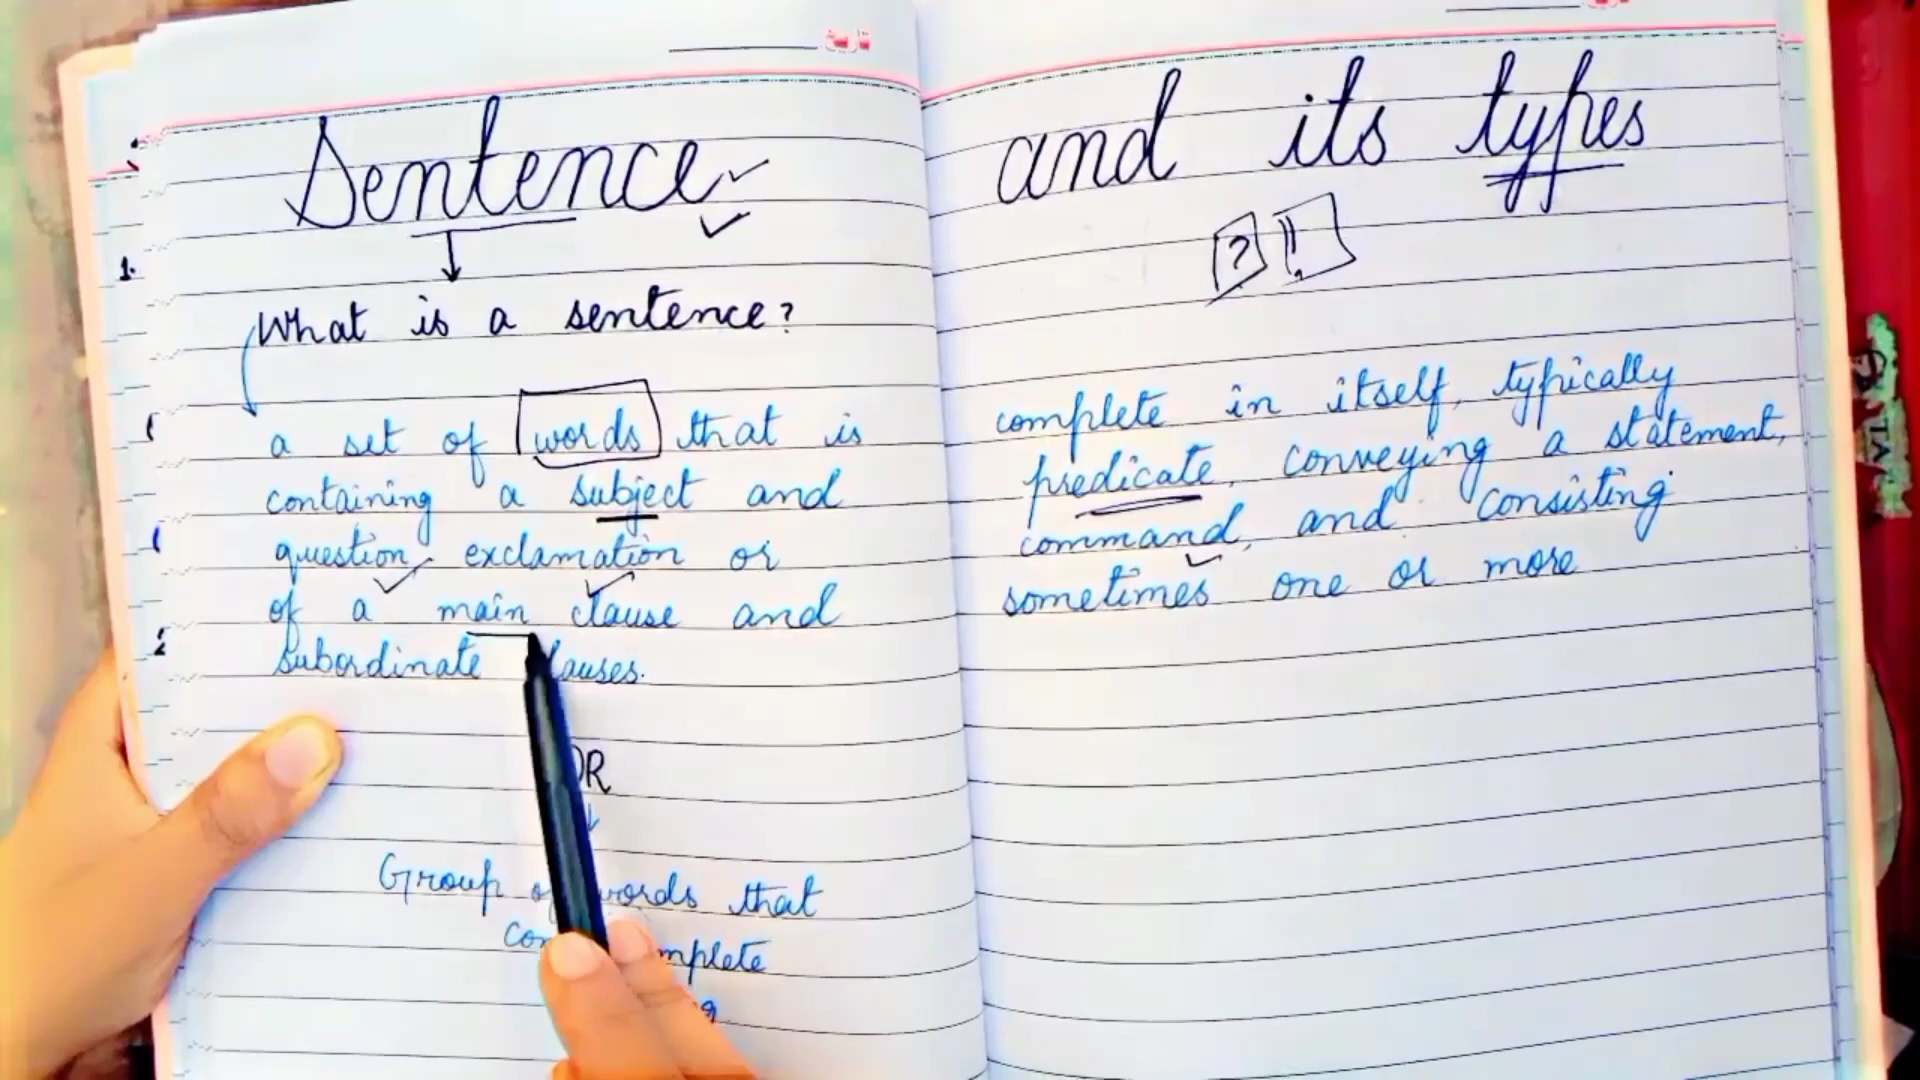 Sentence and its types
? !
1.
What is a sentence?
a set of words that is complete in itself, typically
containing a subject and predicate, conveying a statement,
question, exclamation or command, and consisting
of a main clause and sometimes one or more
subordinate clauses.
OR
Group of words that
complete